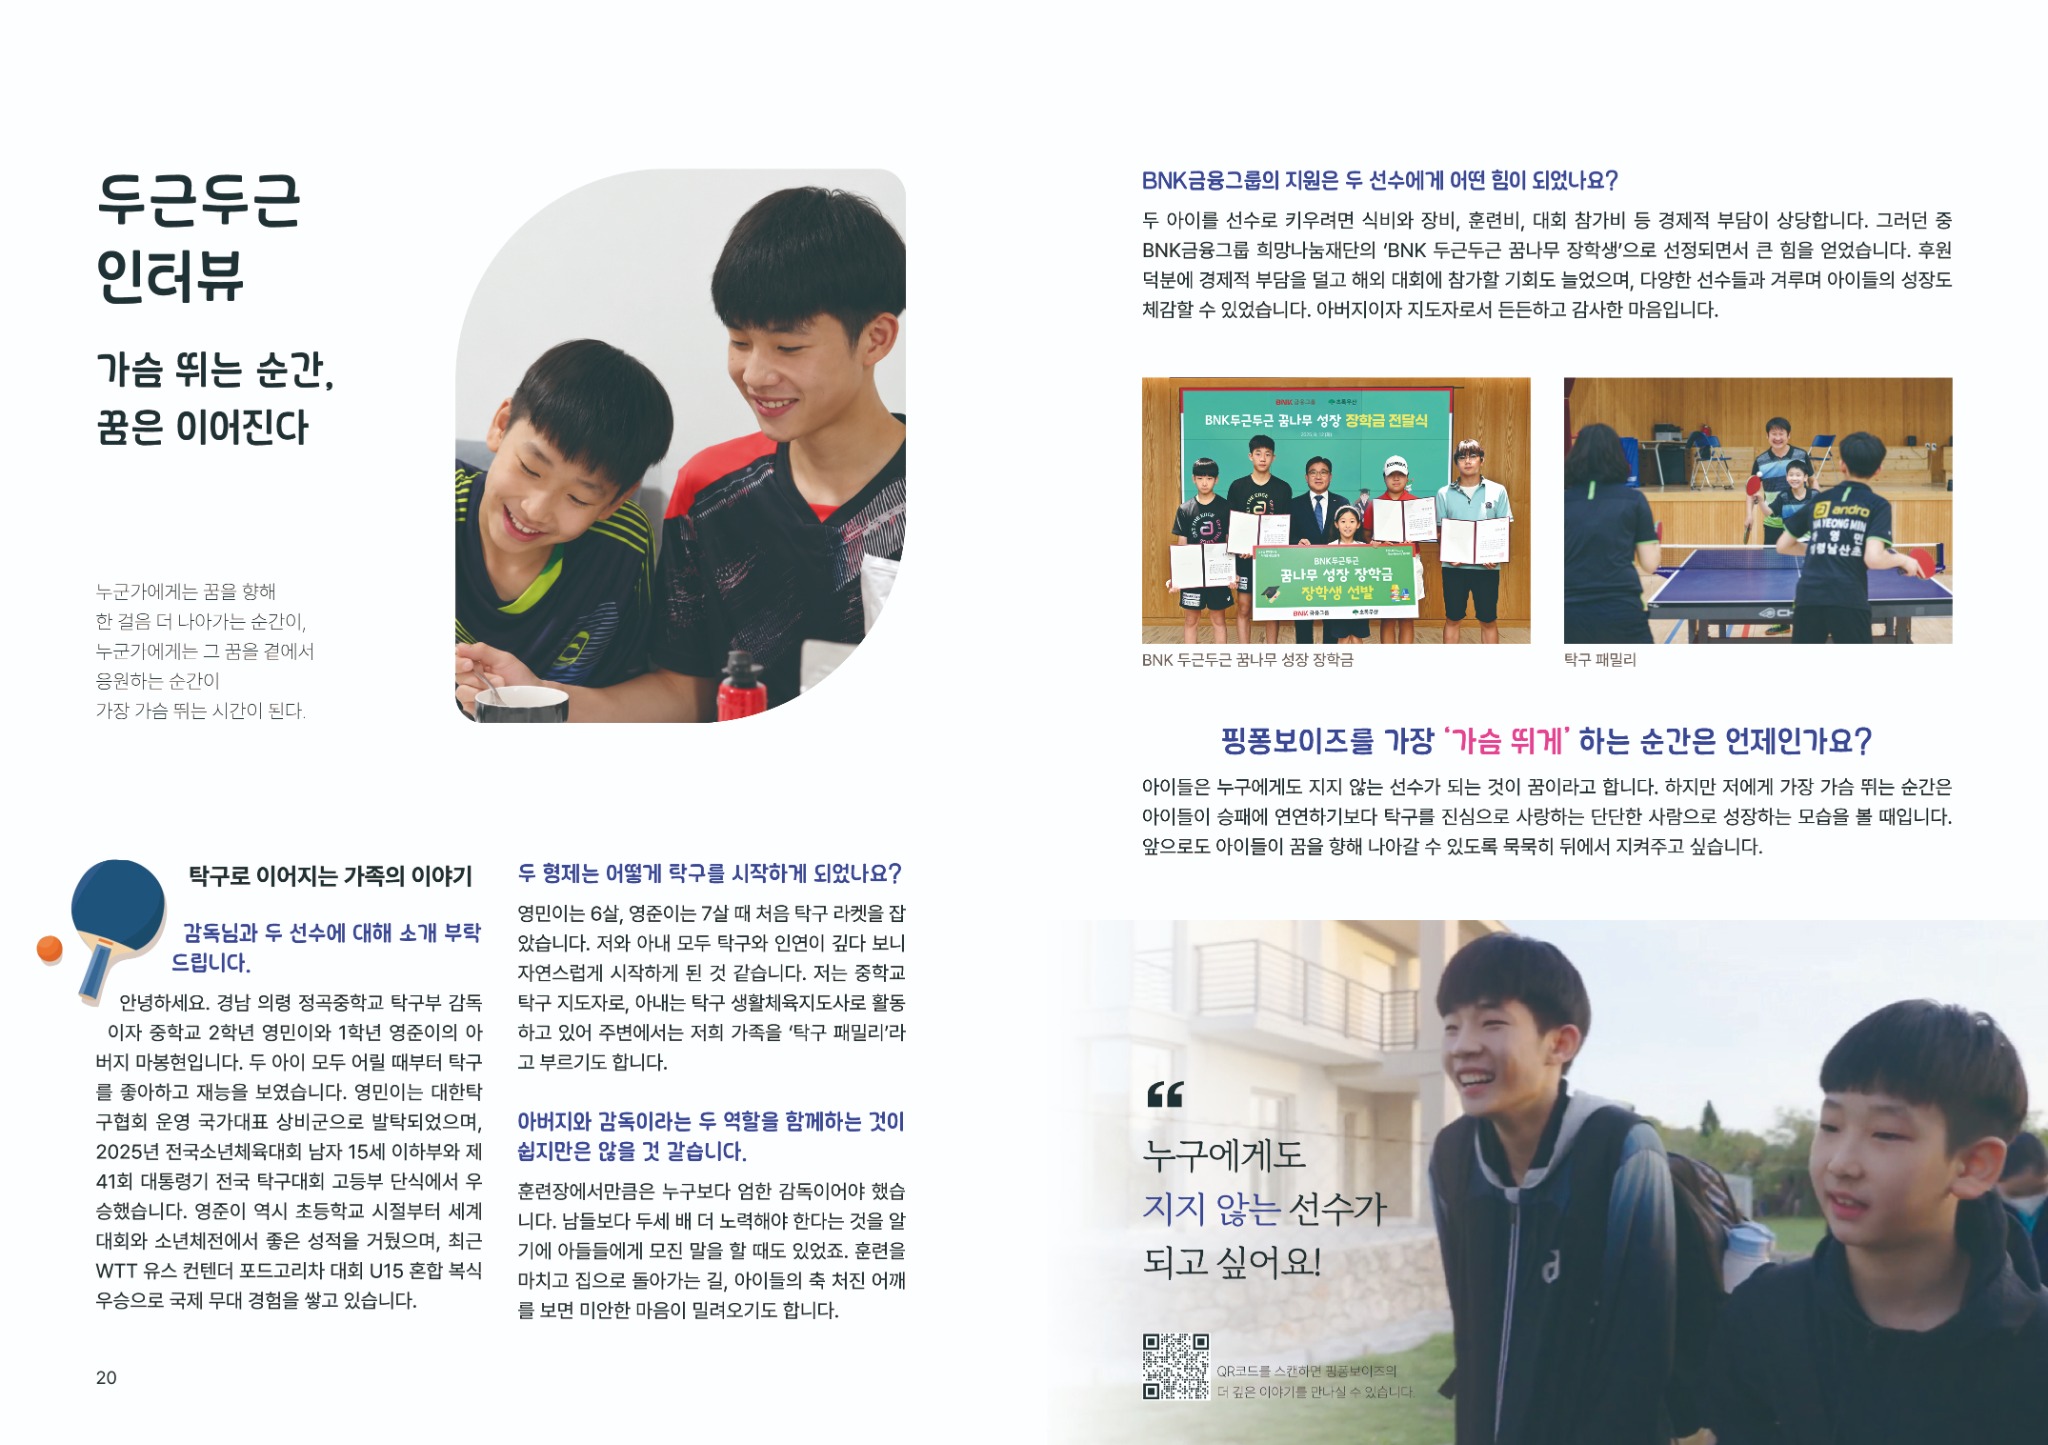 두근두근
인터뷰
가슴 뛰는 순간,
꿈은 이어진다
누군가에게는 꿈을 향해
한 걸음 더 나아가는 순간이,
누군가에게는 그 꿈을 곁에서
응원하는 순간이
가장 가슴 뛰는 시간이 된다.
탁구로 이어지는 가족의 이야기
감독님과 두 선수에 대해 소개 부탁
드립니다.
안녕하세요. 경남 의령 정곡중학교 탁구부 감독
이자 중학교 2학년 영민이와 1학년 영준이의 아
버지 마봉현입니다. 두 아이 모두 어릴 때부터 탁구
를 좋아하고 재능을 보였습니다. 영민이는 대한탁
구협회 운영 국가대표 상비군으로 발탁되었으며,
2025년 전국소년체육대회 남자 15세 이하부와 제
41회 대통령기 전국 탁구대회 고등부 단식에서 우
승했습니다. 영준이 역시 초등학교 시절부터 세계
대회와 소년체전에서 좋은 성적을 거뒀으며, 최근
WTT 유스 컨텐더 포드고리차 대회 U15 혼합 복식
우승으로 국제 무대 경험을 쌓고 있습니다.
두 형제는 어떻게 탁구를 시작하게 되었나요?
영민이는 6살, 영준이는 7살 때 처음 탁구 라켓을 잡
았습니다. 저와 아내 모두 탁구와 인연이 깊다 보니
자연스럽게 시작하게 된 것 같습니다. 저는 중학교
탁구 지도자로, 아내는 탁구 생활체육지도사로 활동
하고 있어 주변에서는 저희 가족을 ‘탁구 패밀리’라
고 부르기도 합니다.
아버지와 감독이라는 두 역할을 함께하는 것이
쉽지만은 않을 것 같습니다.
훈련장에서만큼은 누구보다 엄한 감독이어야 했습
니다. 남들보다 두세 배 더 노력해야 한다는 것을 알
기에 아들들에게 모진 말을 할 때도 있었죠. 훈련을
마치고 집으로 돌아가는 길, 아이들의 축 처진 어깨
를 보면 미안한 마음이 밀려오기도 합니다.
20
BNK금융그룹의 지원은 두 선수에게 어떤 힘이 되었나요?
두 아이를 선수로 키우려면 식비와 장비, 훈련비, 대회 참가비 등 경제적 부담이 상당합니다. 그러던 중
BNK금융그룹 희망나눔재단의 ‘BNK 두근두근 꿈나무 장학생’으로 선정되면서 큰 힘을 얻었습니다. 후원
덕분에 경제적 부담을 덜고 해외 대회에 참가할 기회도 늘었으며, 다양한 선수들과 겨루며 아이들의 성장도
체감할 수 있었습니다. 아버지이자 지도자로서 든든하고 감사한 마음입니다.
BNK 금융그룹 초록우산
BNK두근두근 꿈나무 성장 장학금 전달식
BNK두근두근
꿈나무 성장 장학금
장학생 선발
BNK 금융그룹 초록우산
andro
MA YEONG MIN
마 영 민
의령남산초
BNK 두근두근 꿈나무 성장 장학금
탁구 패밀리
핑퐁보이즈를 가장 ‘가슴 뛰게’ 하는 순간은 언제인가요?
아이들은 누구에게도 지지 않는 선수가 되는 것이 꿈이라고 합니다. 하지만 저에게 가장 가슴 뛰는 순간은
아이들이 승패에 연연하기보다 탁구를 진심으로 사랑하는 단단한 사람으로 성장하는 모습을 볼 때입니다.
앞으로도 아이들이 꿈을 향해 나아갈 수 있도록 묵묵히 뒤에서 지켜주고 싶습니다.
“
누구에게도
지지 않는 선수가
되고 싶어요!
QR코드를 스캔하면 핑퐁보이즈의
더 깊은 이야기를 만나실 수 있습니다.